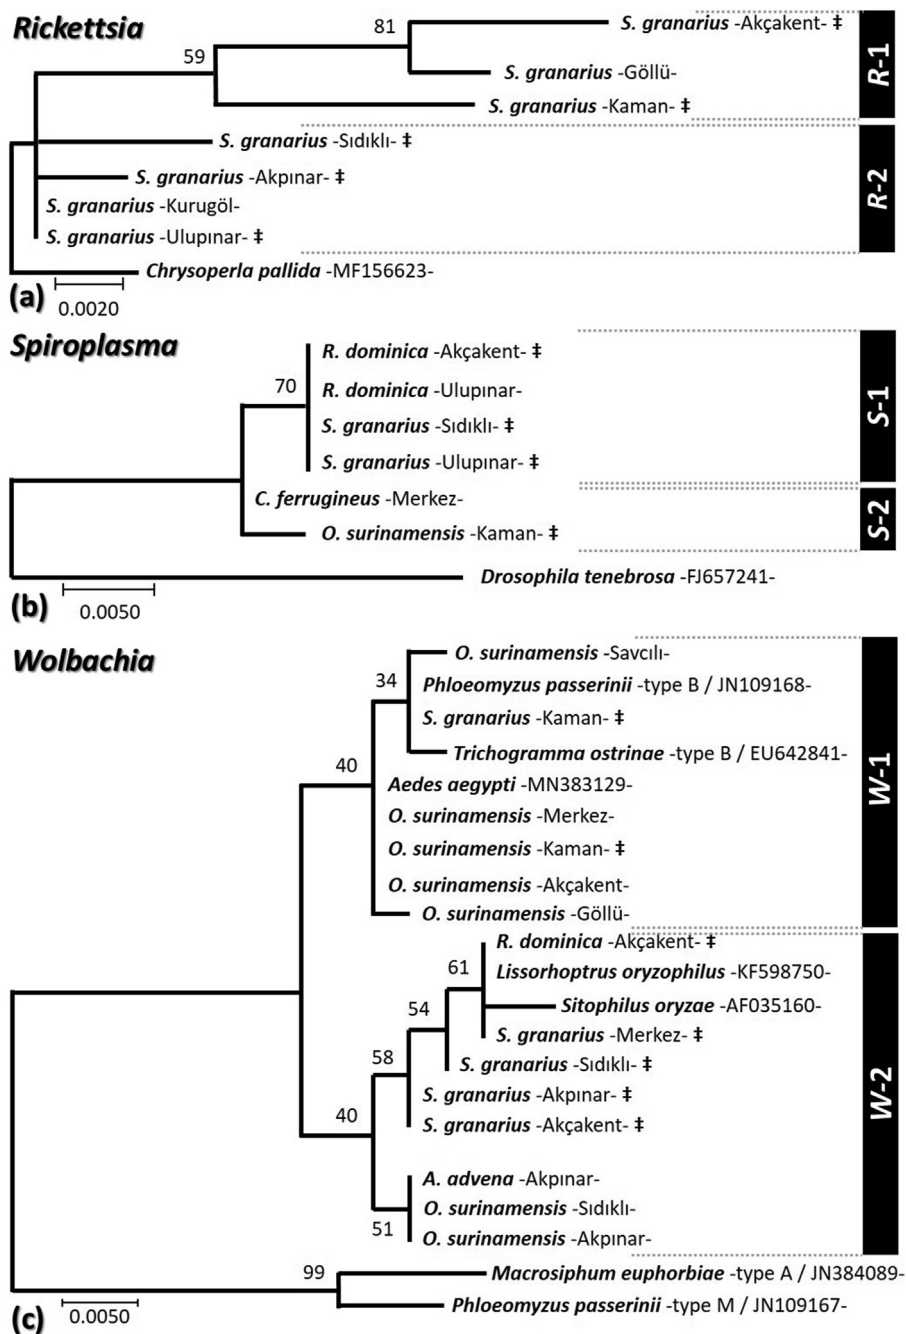 Rickettsia
81
S. granarius -Akçakent- ‡
59
S. granarius -Göllü-
S. granarius -Kaman- ‡
R-1
S. granarius -Sıdıklı- ‡
S. granarius -Akpınar- ‡
S. granarius -Kurugöl-
S. granarius -Ulupınar- ‡
R-2
Chrysoperla pallida -MF156623-
(a)
0.0020
Spiroplasma
R. dominica -Akçakent- ‡
70
R. dominica -Ulupınar-
S. granarius -Sıdıklı- ‡
S. granarius -Ulupınar- ‡
S-1
C. ferrugineus -Merkez-
O. surinamensis -Kaman- ‡
S-2
Drosophila tenebrosa -FJ657241-
(b)
0.0050
Wolbachia
O. surinamensis -Savcılı-
34
Phloeomyzus passerinii -type B / JN109168-
S. granarius -Kaman- ‡
Trichogramma ostrinae -type B / EU642841-
40
Aedes aegypti -MN383129-
O. surinamensis -Merkez-
O. surinamensis -Kaman- ‡
O. surinamensis -Akçakent-
O. surinamensis -Göllü-
W-1
R. dominica -Akçakent- ‡
61
Lissorhoptrus oryzophilus -KF598750-
Sitophilus oryzae -AF035160-
54
S. granarius -Merkez- ‡
58
S. granarius -Sıdıklı- ‡
S. granarius -Akpınar- ‡
40
S. granarius -Akçakent- ‡
A. advena -Akpınar-
O. surinamensis -Sıdıklı-
51
O. surinamensis -Akpınar-
W-2
99
Macrosiphum euphorbiae -type A / JN384089-
Phloeomyzus passerinii -type M / JN109167-
(c)
0.0050